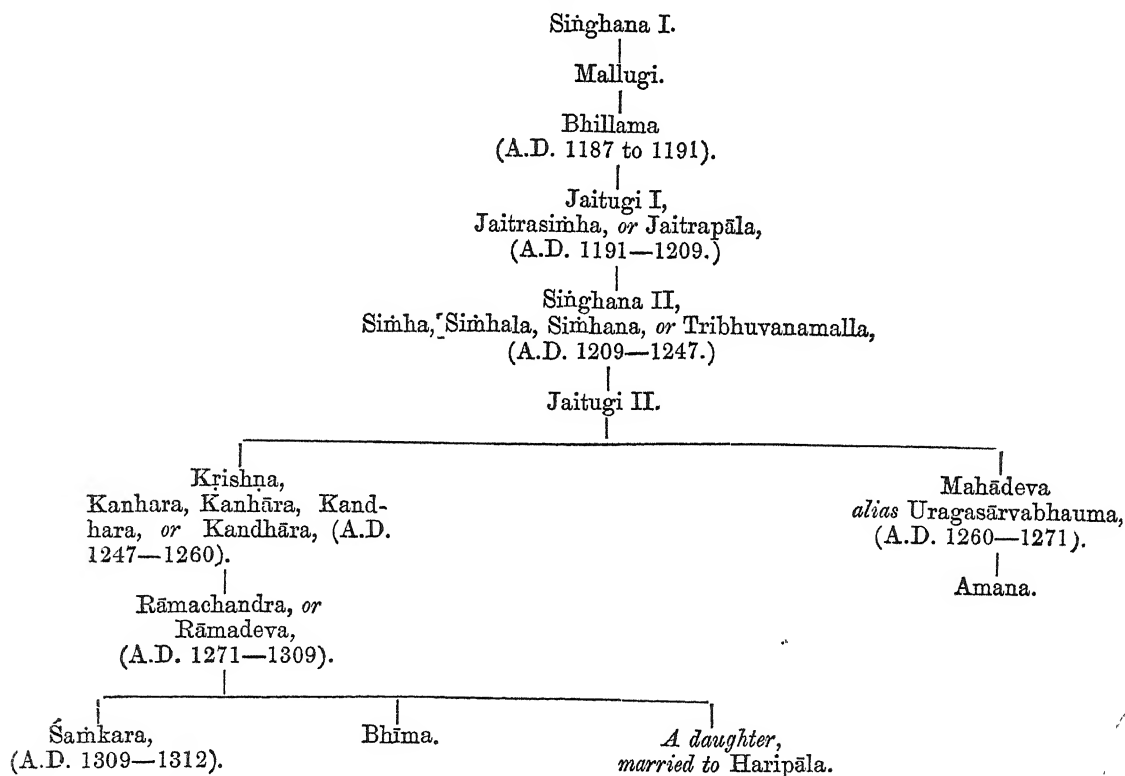 Siṅghana I.
Mallugi.
Bhillama
(A.D. 1187 to 1191).
Jaitugi I,
Jaitrasiṁha, or Jaitrapāla,
(A.D. 1191—1209.)
Siṅghana II,
Siṁha, Siṁhala, Siṁhana, or Tribhuvanamalla,
(A.D. 1209—1247.)
Jaitugi II.
Kṛishṇa,
Kanhara, Kanhāra, Kand-
hara, or Kandhāra, (A.D.
1247—1260).
Rāmachandra, or
Rāmadeva,
(A.D. 1271—1309).
Mahādeva
alias Uragasārvabhauma,
(A.D. 1260—1271).
Amana.
Śaṁkara,
(A.D. 1309—1312).
Bhīma.
A daughter,
married to Haripāla.